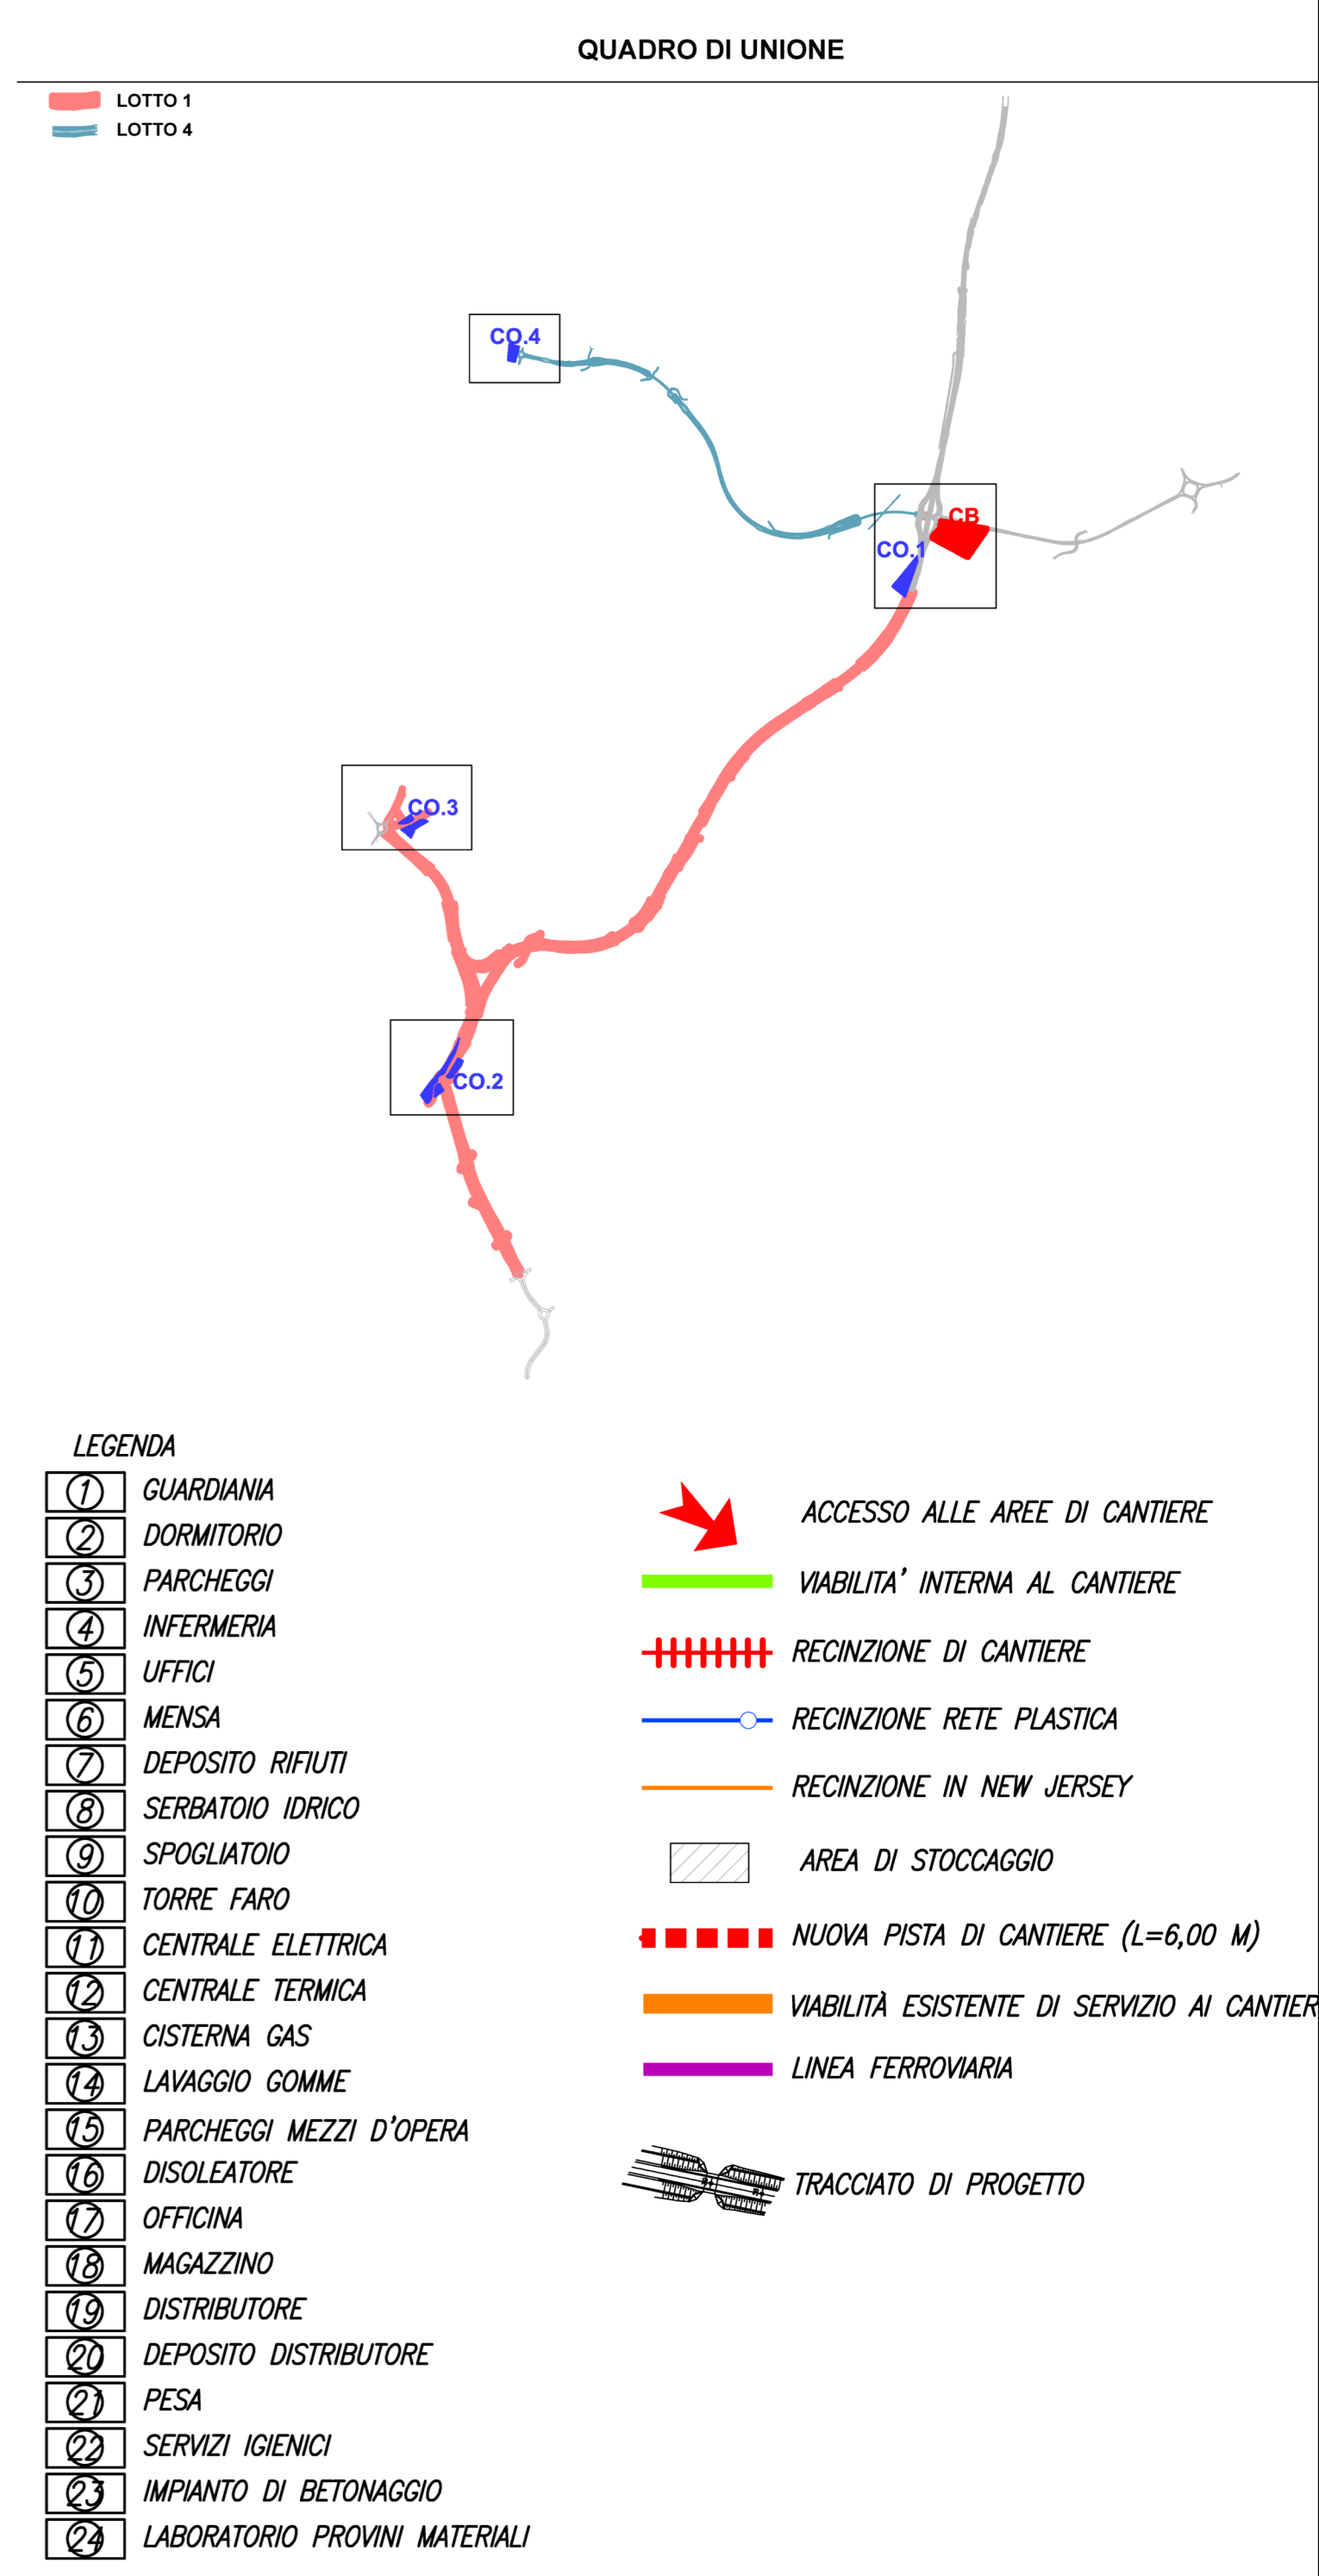 QUADRO DI UNIONE
LOTTO 1
LOTTO 4
CO.4
CB
CO.1
CO.3
CO.2
LEGENDA
1 GUARDIANIA
2 DORMITORIO
3 PARCHEGGI
4 INFERMERIA
5 UFFICI
6 MENSA
7 DEPOSITO RIFIUTI
8 SERBATOIO IDRICO
9 SPOGLIATOIO
10 TORRE FARO
11 CENTRALE ELETTRICA
12 CENTRALE TERMICA
13 CISTERNA GAS
14 LAVAGGIO GOMME
15 PARCHEGGI MEZZI D'OPERA
16 DISOLEATORE
17 OFFICINA
18 MAGAZZINO
19 DISTRIBUTORE
20 DEPOSITO DISTRIBUTORE
21 PESA
22 SERVIZI IGIENICI
23 IMPIANTO DI BETONAGGIO
24 LABORATORIO PROVINI MATERIALI
ACCESSO ALLE AREE DI CANTIERE
VIABILITA' INTERNA AL CANTIERE
RECINZIONE DI CANTIERE
RECINZIONE RETE PLASTICA
RECINZIONE IN NEW JERSEY
AREA DI STOCCAGGIO
NUOVA PISTA DI CANTIERE (L=6,00 M)
VIABILITÀ ESISTENTE DI SERVIZIO AI CANTIER
LINEA FERROVIARIA
TRACCIATO DI PROGETTO